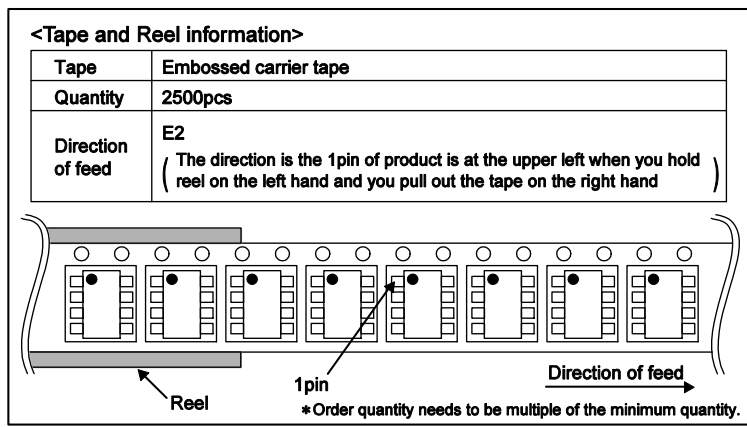 <Tape and Reel information>
Tape Embossed carrier tape
Quantity 2500pcs
Direction of feed E2
( The direction is the 1pin of product is at the upper left when you hold
reel on the left hand and you pull out the tape on the right hand )
1pin
Direction of feed
Reel
*Order quantity needs to be multiple of the minimum quantity.